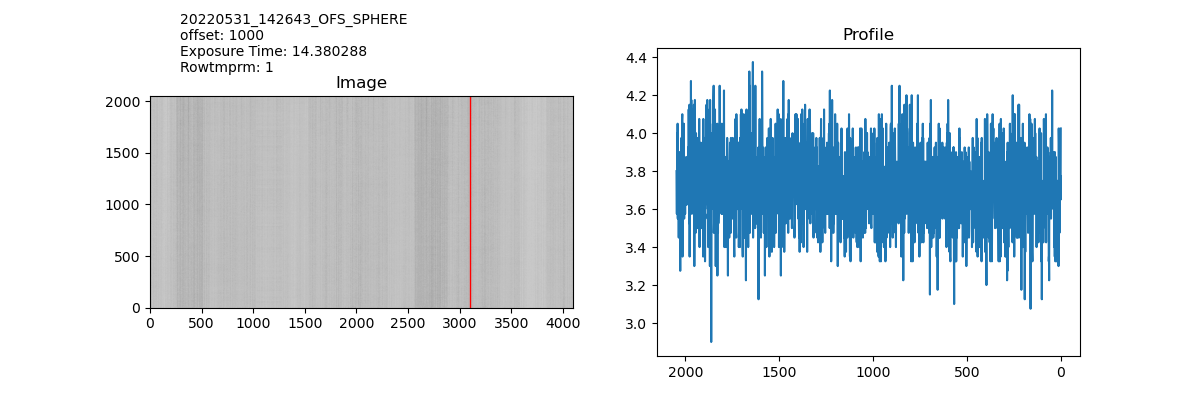 20220531_142643_OFS_SPHERE
offset: 1000
Exposure Time: 14.380288
Rowtmprm: 1
Image
2000
1500
1000
500
0
0 500 1000 1500 2000 2500 3000 3500 4000
Profile
4.4
4.2
4.0
3.8
3.6
3.4
3.2
3.0
2000 1500 1000 500 0